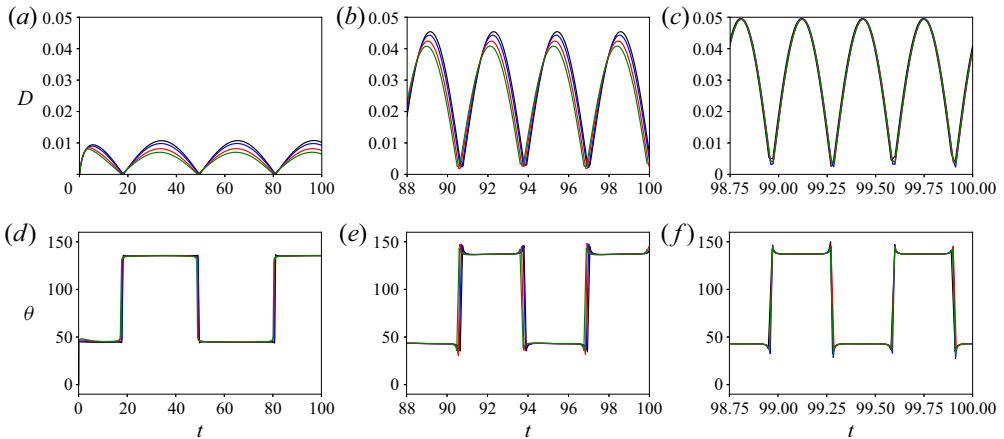 (a) (b) (c)
0.05 0.05 0.05
0.04 0.04 0.04
0.03 0.03 0.03
D 0.02 0.02 0.02
0.01 0.01 0.01
0 0 0
0 20 40 60 80 100 88 90 92 94 96 98 100 98.75 99.00 99.25 99.50 99.75 100.00
(d) (e) (f)
150 150 150
100 100 100
θ 50 50 50
0 0 0
0 20 40 60 80 100 88 90 92 94 96 98 100 98.75 99.00 99.25 99.50 99.75 100.00
t t t